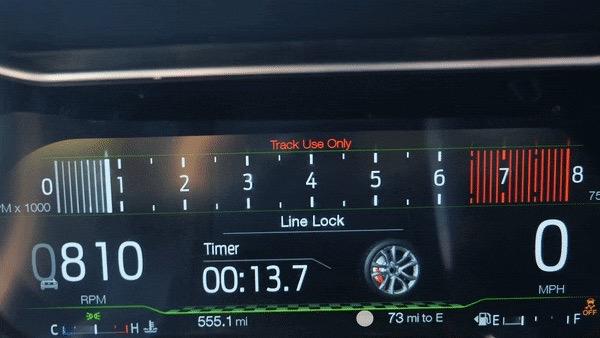 Track Use Only
0 1 2 3 4 5 6 7 8
M x 1000
75
Line Lock
Timer
00:13.7
0810
RPM
0
MPH
OFF
C H
555.1 mi
73 mi to E
E F